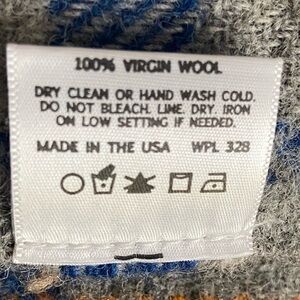 100% VIRGIN WOOL
DRY CLEAN OR HAND WASH COLD.
DO NOT BLEACH. LINE. DRY. IRON
ON LOW SETTING IF NEEDED.
MADE IN THE USA WPL 328